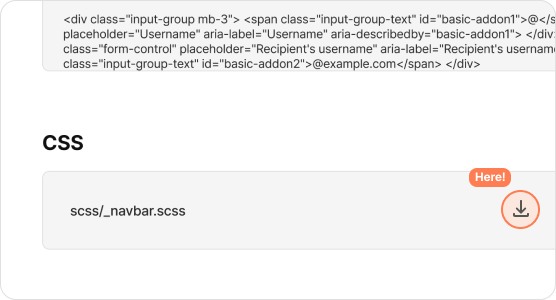 <div class="input-group mb-3"> <span class="input-group-text" id="basic-addon1">@</s
placeholder="Username" aria-label="Username" aria-describedby="basic-addon1"> </div>
class="form-control" placeholder="Recipient's username" aria-label="Recipient's usernam
class="input-group-text" id="basic-addon2">@example.com</span> </div>
CSS
Here!
scss/_navbar.scss